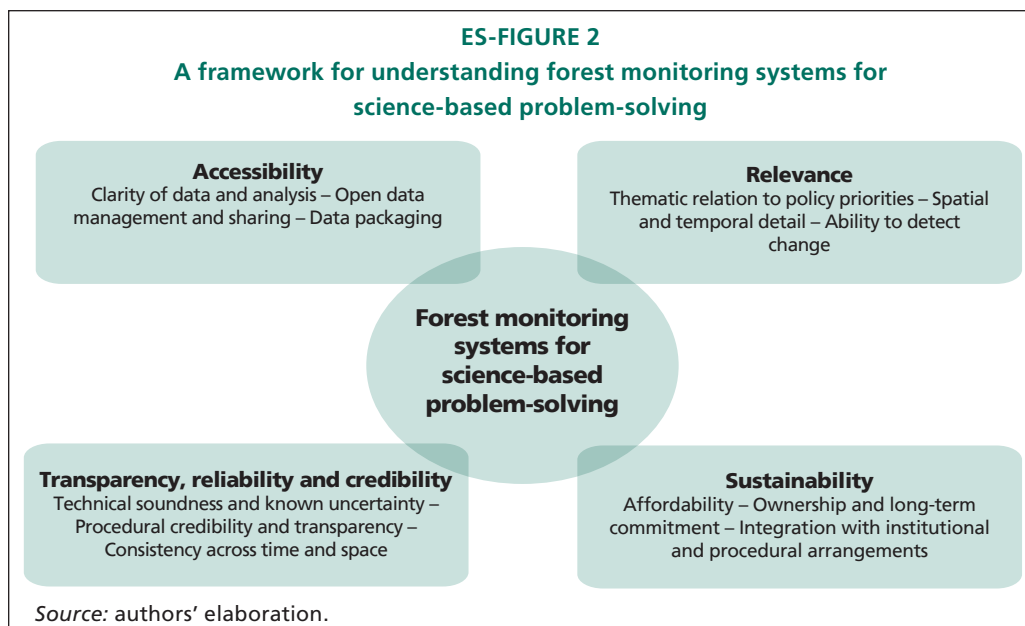 ES-FIGURE 2
A framework for understanding forest monitoring systems for
science-based problem-solving
Accessibility
Clarity of data and analysis – Open data
management and sharing – Data packaging
Relevance
Thematic relation to policy priorities – Spatial
and temporal detail – Ability to detect
change
Forest monitoring
systems for
science-based
problem-solving
Transparency, reliability and credibility
Technical soundness and known uncertainty –
Procedural credibility and transparency –
Consistency across time and space
Sustainability
Affordability – Ownership and long-term
commitment – Integration with institutional
and procedural arrangements
Source: authors’ elaboration.